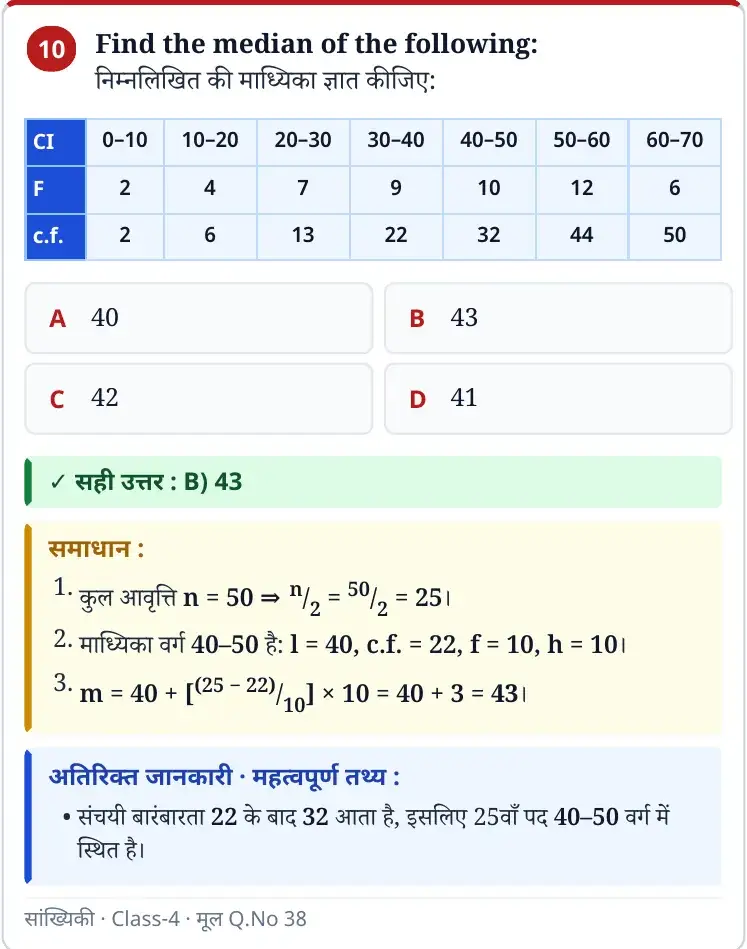 10 Find the median of the following:
निम्नलिखित की माध्यिका ज्ञात कीजिए:
CI 0–10 10–20 20–30 30–40 40–50 50–60 60–70
F 2 4 7 9 10 12 6
c.f. 2 6 13 22 32 44 50
A 40 B 43
C 42 D 41
✓ सही उत्तर : B) 43
समाधान :
1. कुल आवृत्ति n = 50 ⇒ n/2 = 50/2 = 25।
2. माध्यिका वर्ग 40–50 है: l = 40, c.f. = 22, f = 10, h = 10।
3. m = 40 + [(25 − 22)/10] × 10 = 40 + 3 = 43।
अतिरिक्त जानकारी · महत्वपूर्ण तथ्य :
• संचयी बारंबारता 22 के बाद 32 आता है, इसलिए 25वाँ पद 40–50 वर्ग में
स्थित है।
सांख्यिकी · Class-4 · मूल Q.No 38